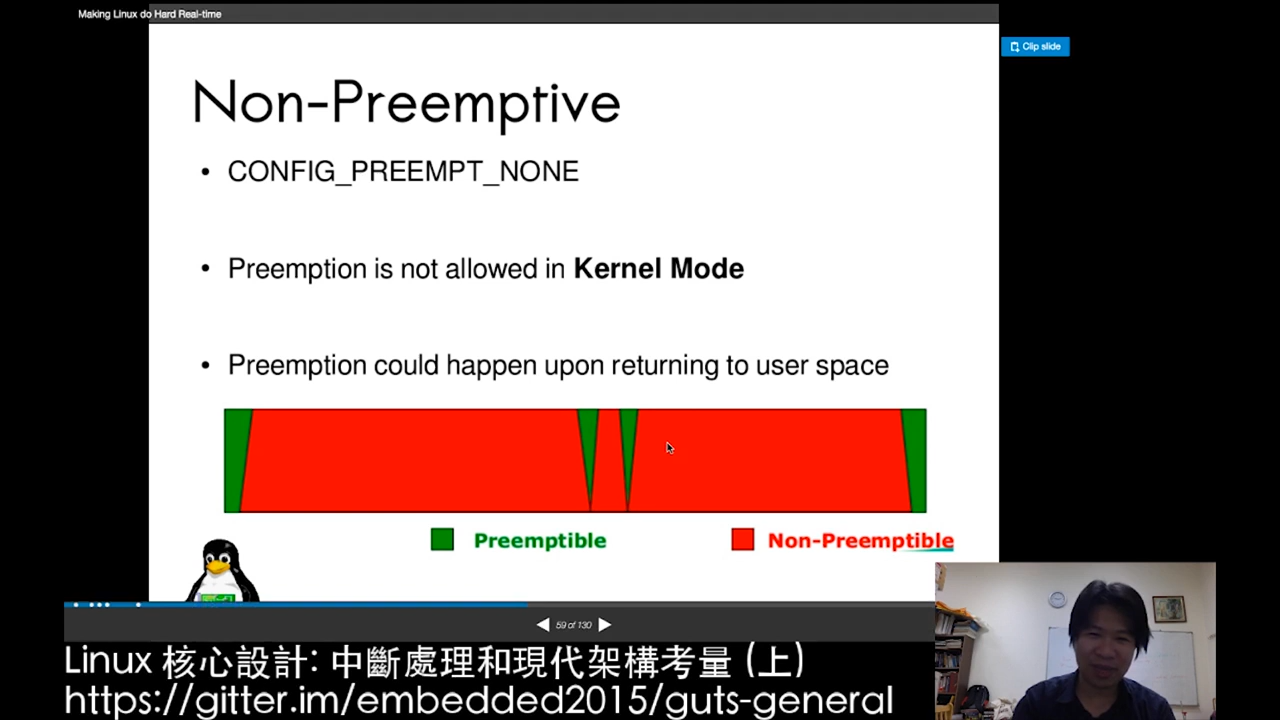 Making Linux do Hard Real-time
Clip slide
Non-Preemptive
• CONFIG_PREEMPT_NONE
• Preemption is not allowed in Kernel Mode
• Preemption could happen upon returning to user space
Preemptible
Non-Preemptible
59 of 130
Linux 核心設計: 中斷處理和現代架構考量 (上)
https://gitter.im/embedded2015/guts-general